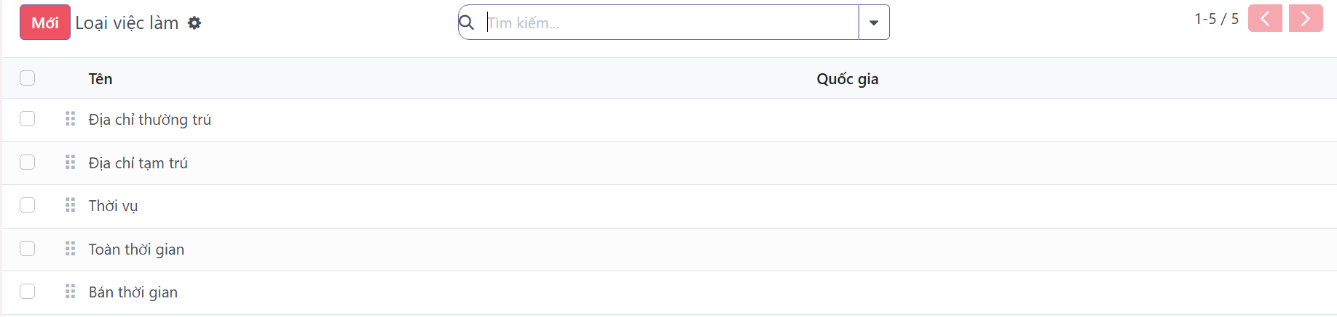 Mới Loại việc làm Tìm kiếm... 1-5 / 5
Tên Quốc gia
Địa chỉ thường trú
Địa chỉ tạm trú
Thời vụ
Toàn thời gian
Bán thời gian